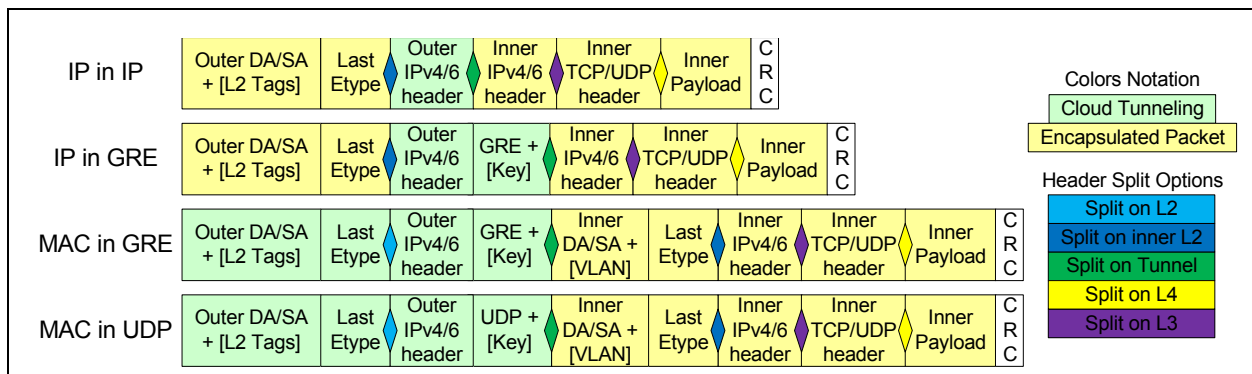 IP in IP
Outer DA/SA
+ [L2 Tags]
Last
Etype
Outer
IPv4/6
header
Inner
IPv4/6
header
Inner
TCP/UDP
header
Inner
Payload
C
R
C
IP in GRE
Outer DA/SA
+ [L2 Tags]
Last
Etype
Outer
IPv4/6
header
GRE +
[Key]
Inner
IPv4/6
header
Inner
TCP/UDP
header
Inner
Payload
C
R
C
MAC in GRE
Outer DA/SA
+ [L2 Tags]
Last
Etype
Outer
IPv4/6
header
GRE +
[Key]
Inner
DA/SA +
[VLAN]
Last
Etype
Inner
IPv4/6
header
Inner
TCP/UDP
header
Inner
Payload
C
R
C
MAC in UDP
Outer DA/SA
+ [L2 Tags]
Last
Etype
Outer
IPv4/6
header
UDP +
[Key]
Inner
DA/SA +
[VLAN]
Last
Etype
Inner
IPv4/6
header
Inner
TCP/UDP
header
Inner
Payload
C
R
C
Colors Notation
Cloud Tunneling
Encapsulated Packet
Header Split Options
Split on L2
Split on inner L2
Split on Tunnel
Split on L4
Split on L3